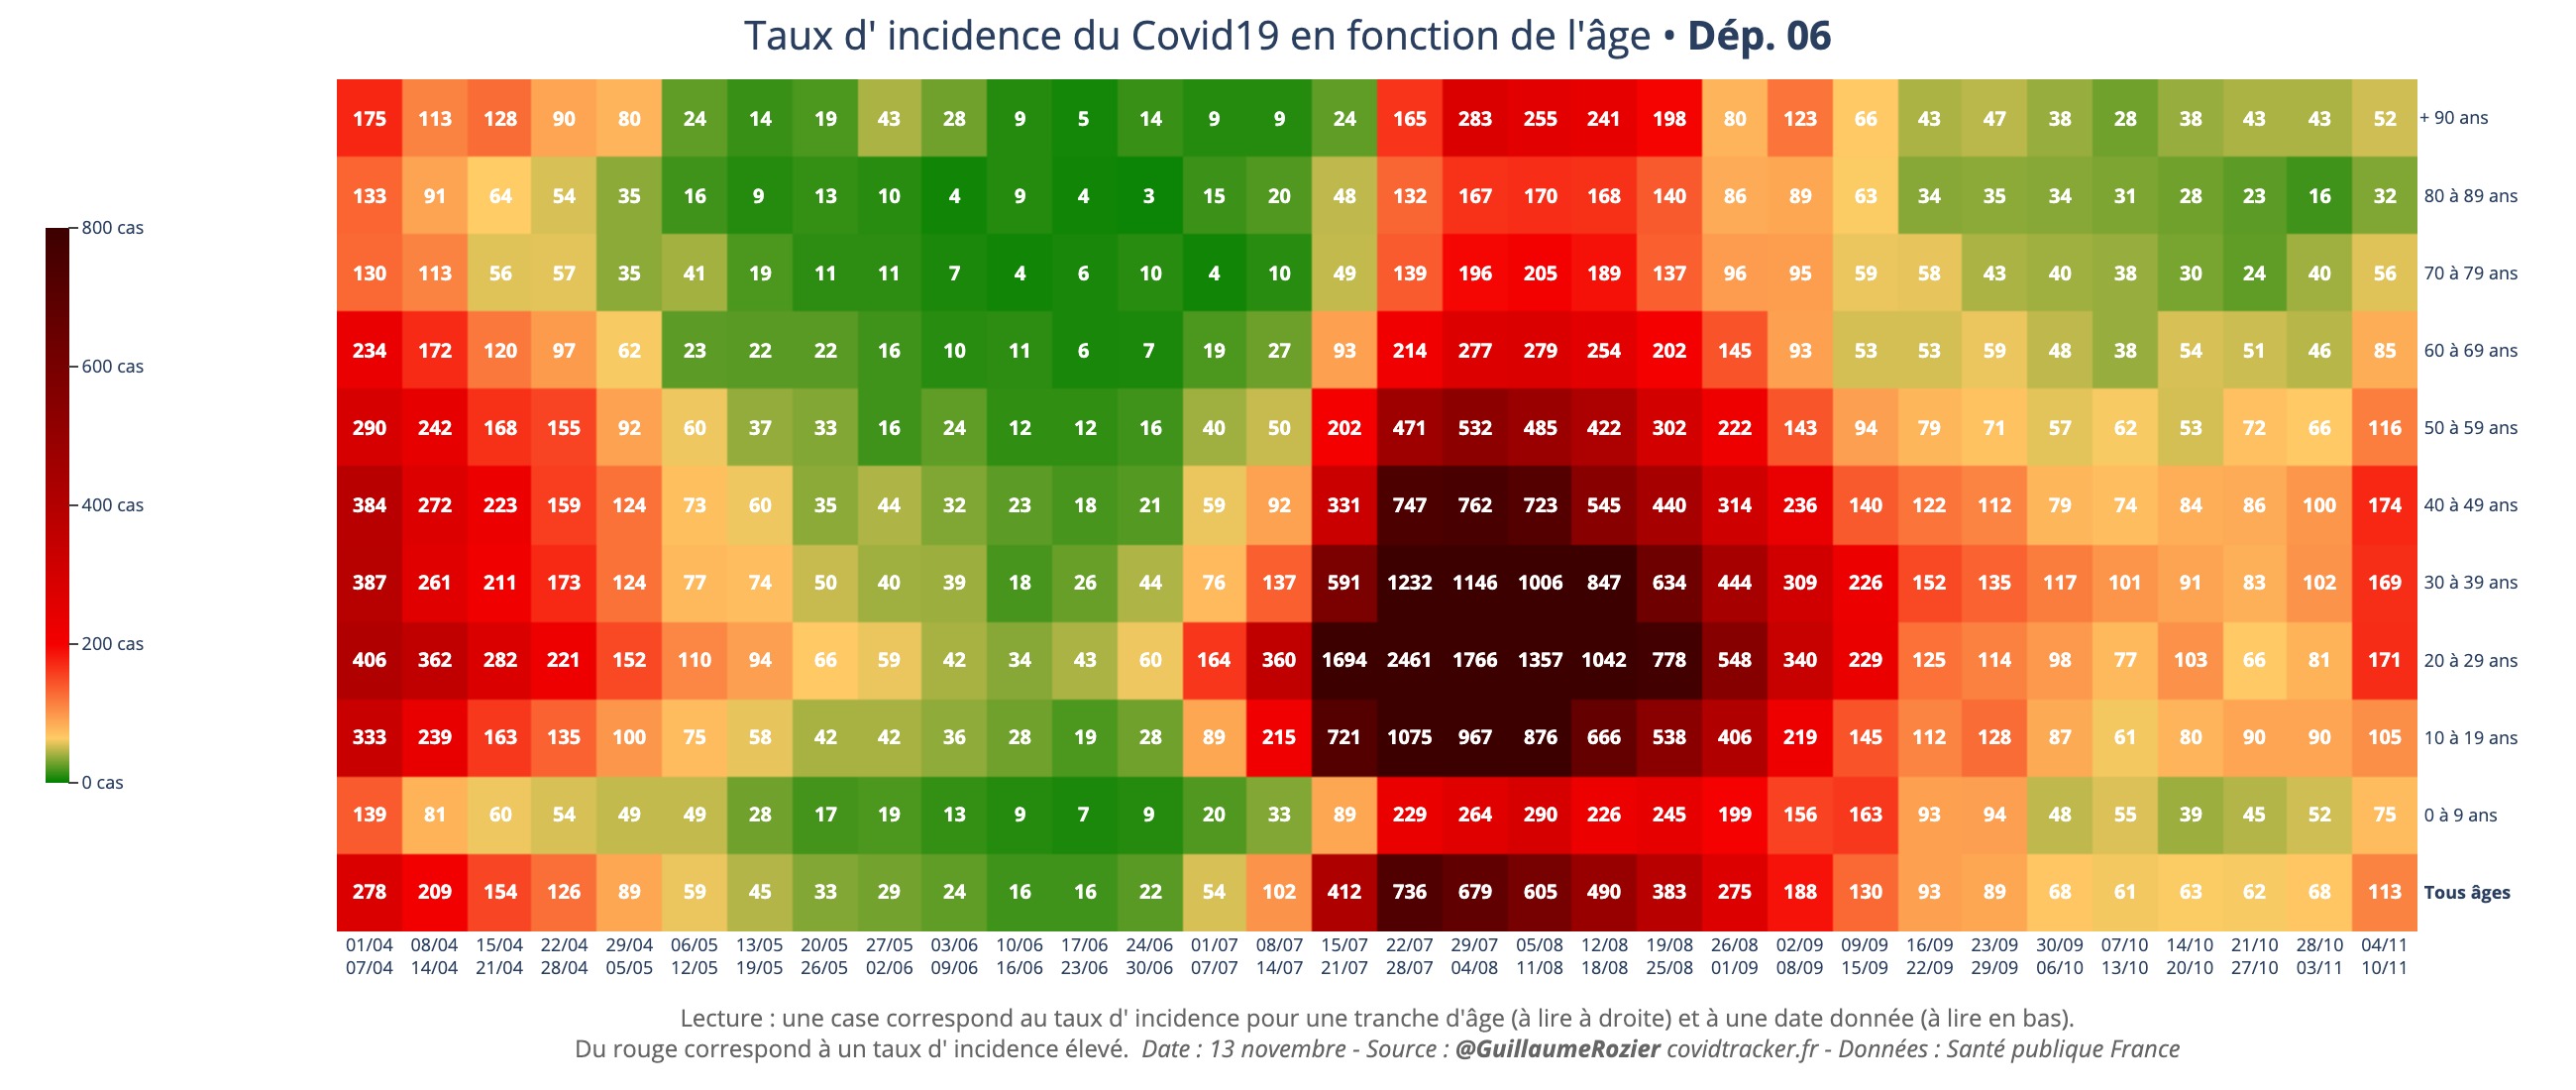 Taux d' incidence du Covid19 en fonction de l'âge • Dép. 06
175 113 128 90 80 24 14 19 43 28 9 5 14 9 9 24 165 283 255 241 198 80 123 66 43 47 38 28 38 43 43 52 + 90 ans
133 91 64 54 35 16 9 13 10 4 9 4 3 15 20 48 132 167 170 168 140 86 89 63 34 35 34 31 28 23 16 32 80 à 89 ans
800 cas
130 113 56 57 35 41 19 11 11 7 4 6 10 4 10 49 139 196 205 189 137 96 95 59 58 43 40 38 30 24 40 56 70 à 79 ans
234 172 120 97 62 23 22 22 16 10 11 6 7 19 27 93 214 277 279 254 202 145 93 53 53 59 48 38 54 51 46 85 60 à 69 ans
600 cas
290 242 168 155 92 60 37 33 16 24 12 12 16 40 50 202 471 532 485 422 302 222 143 94 79 71 57 62 53 72 66 116 50 à 59 ans
400 cas
384 272 223 159 124 73 60 35 44 32 23 18 21 59 92 331 747 762 723 545 440 314 236 140 122 112 79 74 84 86 100 174 40 à 49 ans
387 261 211 173 124 77 74 50 40 39 18 26 44 76 137 591 1232 1146 1006 847 634 444 309 226 152 135 117 101 91 83 102 169 30 à 39 ans
200 cas
406 362 282 221 152 110 94 66 59 42 34 43 60 164 360 1694 2461 1766 1357 1042 778 548 340 229 125 114 98 77 103 66 81 171 20 à 29 ans
333 239 163 135 100 75 58 42 42 36 28 19 28 89 215 721 1075 967 876 666 538 406 219 145 112 128 87 61 80 90 90 105 10 à 19 ans
0 cas
139 81 60 54 49 49 28 17 19 13 9 7 9 20 33 89 229 264 290 226 245 199 156 163 93 94 48 55 39 45 52 75 0 à 9 ans
278 209 154 126 89 59 45 33 29 24 16 16 22 54 102 412 736 679 605 490 383 275 188 130 93 89 68 61 63 62 68 113 Tous âges
01/04 08/04 15/04 22/04 29/04 06/05 13/05 20/05 27/05 03/06 10/06 17/06 24/06 01/07 08/07 15/07 22/07 29/07 05/08 12/08 19/08 26/08 02/09 09/09 16/09 23/09 30/09 07/10 14/10 21/10 28/10 04/11
07/04 14/04 21/04 28/04 05/05 12/05 19/05 26/05 02/06 09/06 16/06 23/06 30/06 07/07 14/07 21/07 28/07 04/08 11/08 18/08 25/08 01/09 08/09 15/09 22/09 29/09 06/10 13/10 20/10 27/10 03/11 10/11
Lecture : une case correspond au taux d' incidence pour une tranche d'âge (à lire à droite) et à une date donnée (à lire en bas).
Du rouge correspond à un taux d' incidence élevé. Date : 13 novembre - Source : @GuillaumeRozier covidtracker.fr - Données : Santé publique France